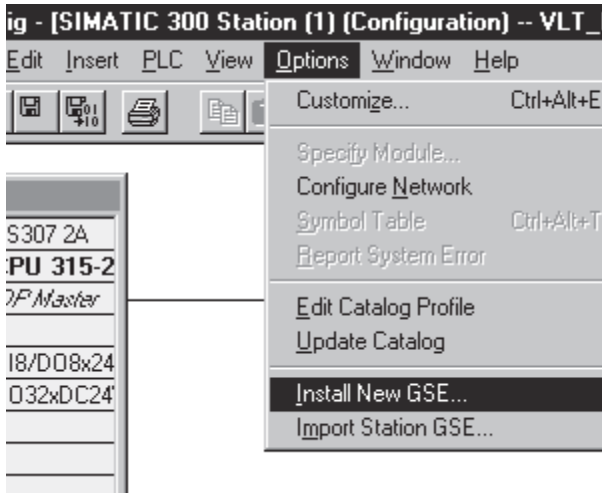 ig - [SIMATIC 300 Station (1) (Configuration) -- VLT_
Edit Insert PLC View Options Window Help
Customize... Ctrl+Alt+E
Specify Module...
Configure Network
Symbol Table Ctrl+Alt+T
Report System Error
Edit Catalog Profile
Update Catalog
Install New GSE...
Import Station GSE...
S307 2A
CPU 315-2
DP Master
I8/DO8x24
O32xDC24